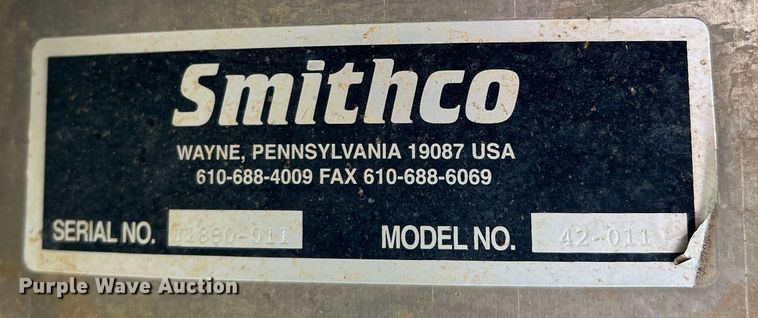 Smithco
WAYNE, PENNSYLVANIA 19087 USA
610-688-4009 FAX 610-688-6069
SERIAL NO. MODEL NO. 42-011
Purple Wave Auction